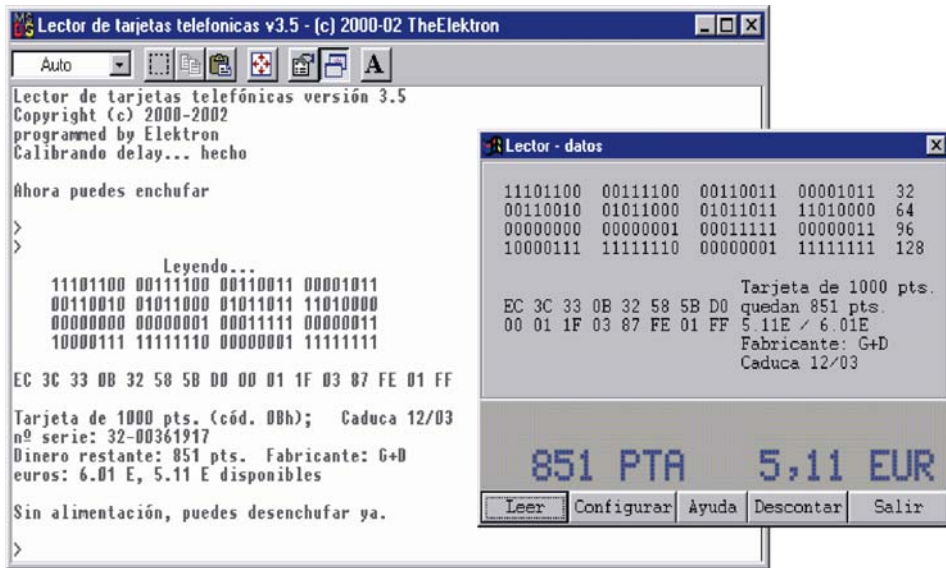 Lector de tarjetas telefonicas v3.5 - (c) 2000-02 TheElektron
Auto
A
Lector de tarjetas telefónicas versión 3.5
Copyright (c) 2000-2002
programmed by Elektron
Calibrando delay... hecho
Ahora puedes enchufar
>
>
Leyendo...
11101100 00111100 00110011 00001011
00110010 01011000 01011011 11010000
00000000 00000001 00011111 00000011
10000111 11111110 00000001 11111111
EC 3C 33 0B 32 58 5B D0 00 01 1F 03 87 FE 01 FF
Tarjeta de 1000 pts. (cód. 0Bh); Caduca 12/03
nº serie: 32-00361917
Dinero restante: 851 pts. Fabricante: G+D
euros: 6.01 E, 5.11 E disponibles
Sin alimentación, puedes desenchufar ya.
>
Lector - datos
11101100 00111100 00110011 00001011 32
00110010 01011000 01011011 11010000 64
00000000 00000001 00011111 00000011 96
10000111 11111110 00000001 11111111 128
Tarjeta de 1000 pts.
EC 3C 33 0B 32 58 5B D0 quedan 851 pts.
00 01 1F 03 87 FE 01 FF 5.11E / 6.01E
Fabricante: G+D
Caduca 12/03
851 PTA 5,11 EUR
Leer Configurar Ayuda Descontar Salir